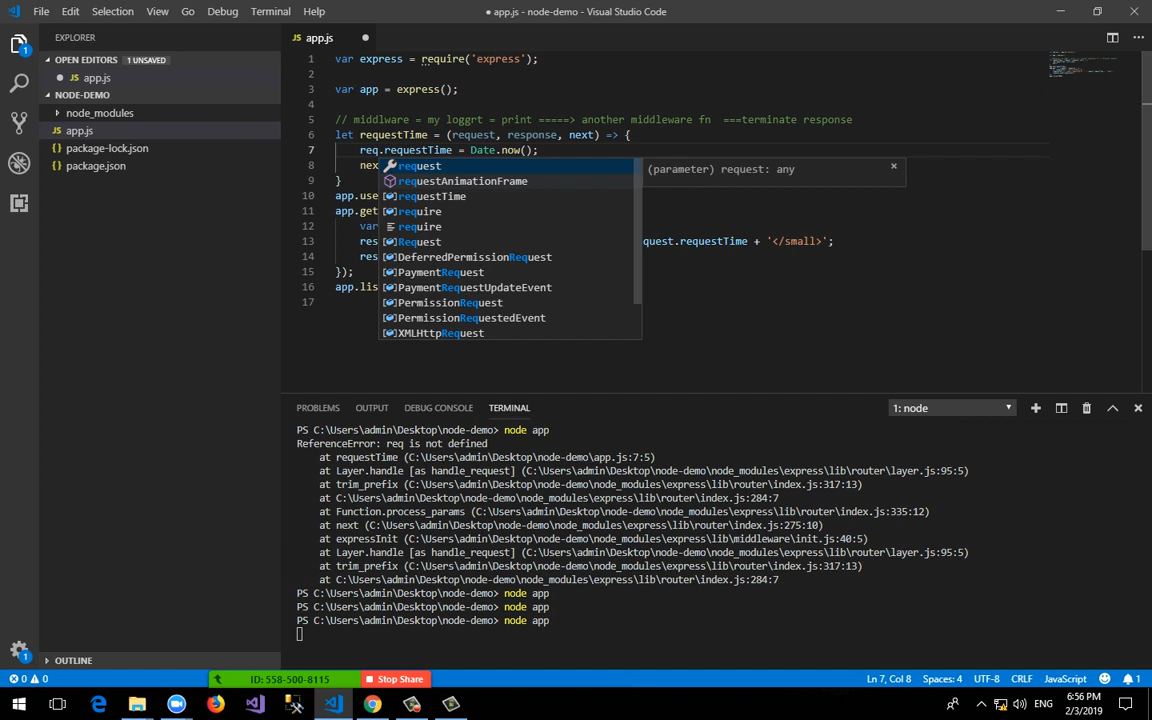 File Edit Selection View Go Debug Terminal Help
● app.js - node-demo - Visual Studio Code
EXPLORER
OPEN EDITORS 1 UNSAVED
JS app.js
NODE-DEMO
node_modules
JS app.js
package-lock.json
package.json
OUTLINE
JS app.js
1 var express = require('express');
2
3 var app = express();
4
5 // middlware = my loggrt = print =====> another middleware fn ===terminate response
6 let requestTime = (request, response, next) => {
7 req.requestTime = Date.now();
8 nex
9 }
10 app.use
11 app.get
12 var
13 res quest.requestTime + '</small>';
14 res
15 });
16 app.lis
17
request
requestAnimationFrame
requestTime
require
require
Request
DeferredPermissionRequest
PaymentRequest
PaymentRequestUpdateEvent
PermissionRequest
PermissionRequestedEvent
XMLHttpRequest
(parameter) request: any
PROBLEMS OUTPUT DEBUG CONSOLE TERMINAL
1: node
PS C:\Users\admin\Desktop\node-demo> node app
ReferenceError: req is not defined
at requestTime (C:\Users\admin\Desktop\node-demo\app.js:7:5)
at Layer.handle [as handle_request] (C:\Users\admin\Desktop\node-demo\node_modules\express\lib\router\layer.js:95:5)
at trim_prefix (C:\Users\admin\Desktop\node-demo\node_modules\express\lib\router\index.js:317:13)
at C:\Users\admin\Desktop\node-demo\node_modules\express\lib\router\index.js:284:7
at Function.process_params (C:\Users\admin\Desktop\node-demo\node_modules\express\lib\router\index.js:335:12)
at next (C:\Users\admin\Desktop\node-demo\node_modules\express\lib\router\index.js:275:10)
at expressInit (C:\Users\admin\Desktop\node-demo\node_modules\express\lib\middleware\init.js:40:5)
at Layer.handle [as handle_request] (C:\Users\admin\Desktop\node-demo\node_modules\express\lib\router\layer.js:95:5)
at trim_prefix (C:\Users\admin\Desktop\node-demo\node_modules\express\lib\router\index.js:317:13)
at C:\Users\admin\Desktop\node-demo\node_modules\express\lib\router\index.js:284:7
PS C:\Users\admin\Desktop\node-demo> node app
PS C:\Users\admin\Desktop\node-demo> node app
PS C:\Users\admin\Desktop\node-demo> node app
0 0
ID: 558-500-8115
Stop Share
Ln 7, Col 8 Spaces: 4 UTF-8 CRLF JavaScript 1
ENG
6:56 PM
2/3/2019